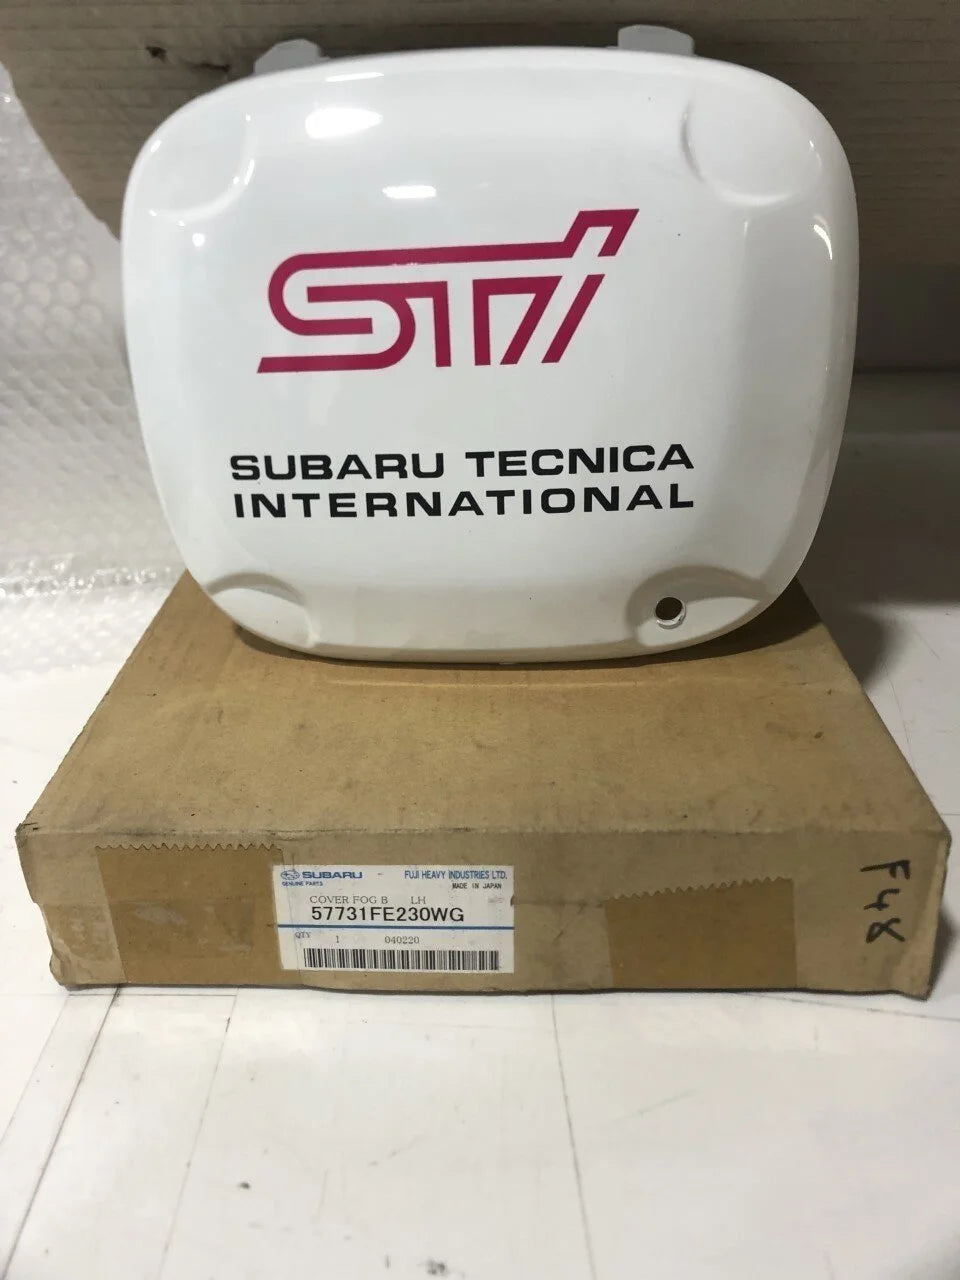 STi
SUBARU TECNICA
INTERNATIONAL
SUBARU FUJI HEAVY INDUSTRIES LTD.
GENUINE PARTS MADE IN JAPAN
COVER FOG B LH
57731FE230WG
QTY 1 040220
F48